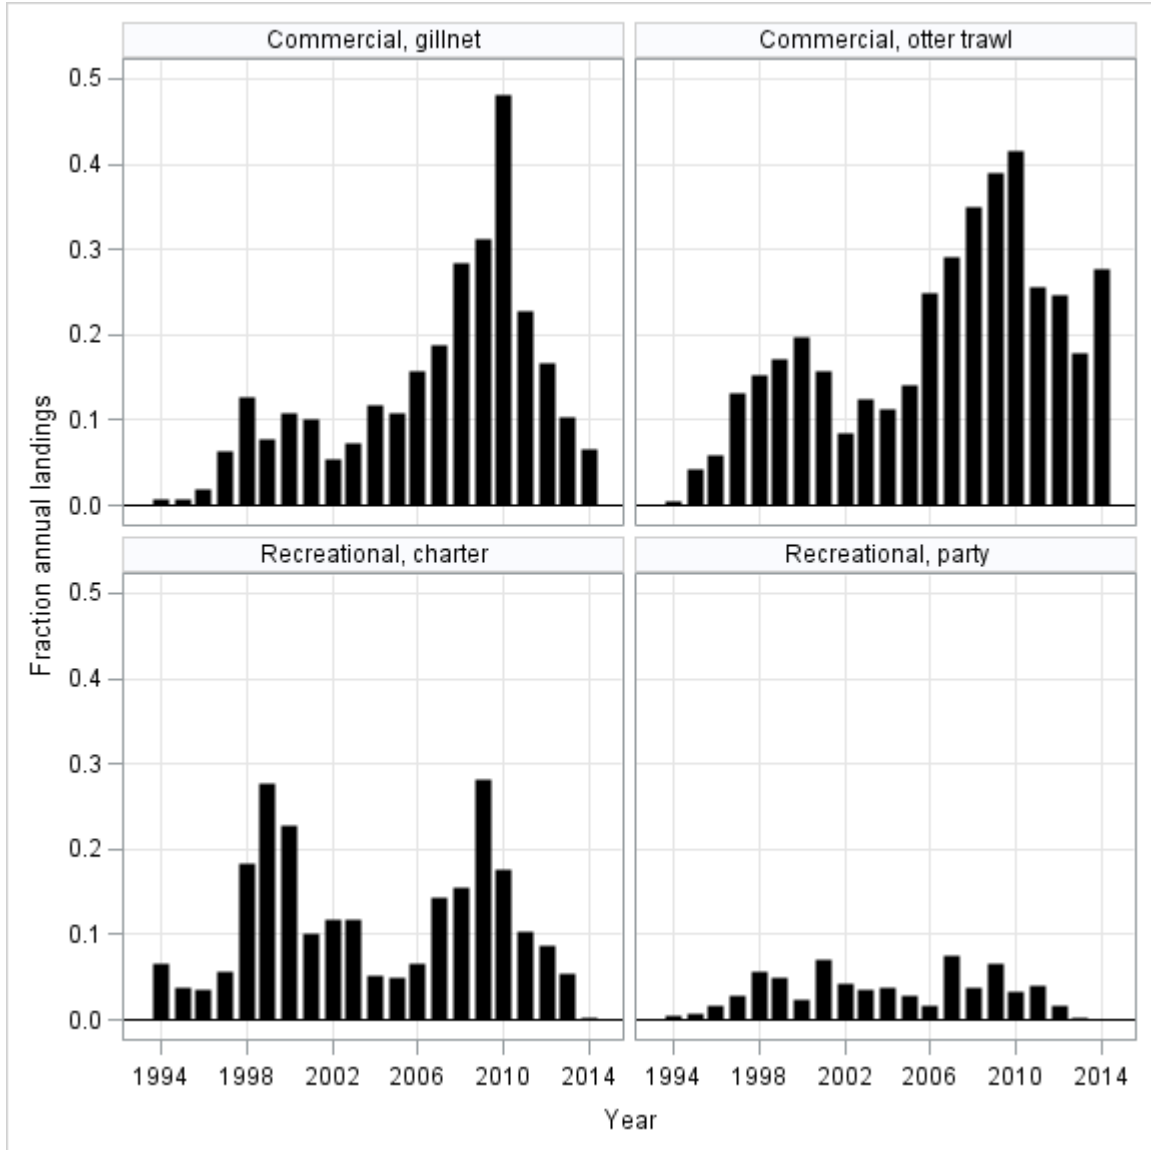 Commercial, gillnet
Commercial, otter trawl
0.5
0.4
0.3
0.2
0.1
0.0
Recreational, charter
Recreational, party
0.5
0.4
0.3
0.2
0.1
0.0
Fraction annual landings
1994 1998 2002 2006 2010 2014
1994 1998 2002 2006 2010 2014
Year